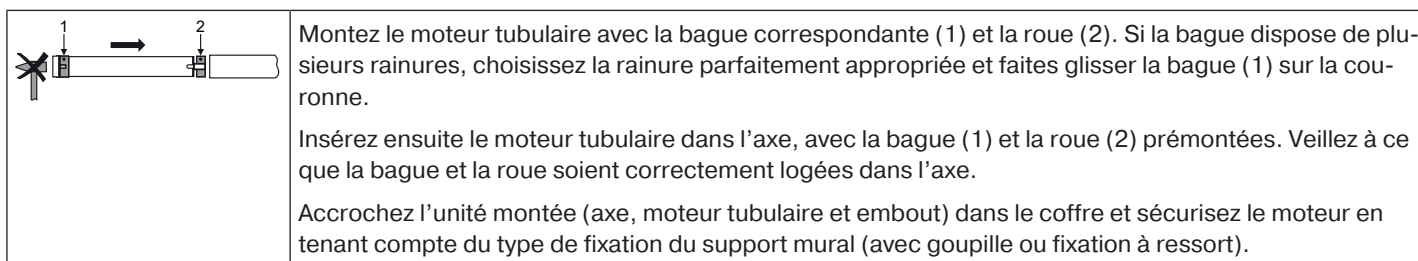 1 2
Montez le moteur tubulaire avec la bague correspondante (1) et la roue (2). Si la bague dispose de plu-
sieurs rainures, choisissez la rainure parfaitement appropriée et faites glisser la bague (1) sur la cou-
ronne.
Insérez ensuite le moteur tubulaire dans l’axe, avec la bague (1) et la roue (2) prémontées. Veillez à ce
que la bague et la roue soient correctement logées dans l’axe.
Accrochez l’unité montée (axe, moteur tubulaire et embout) dans le coffre et sécurisez le moteur en
tenant compte du type de fixation du support mural (avec goupille ou fixation à ressort).